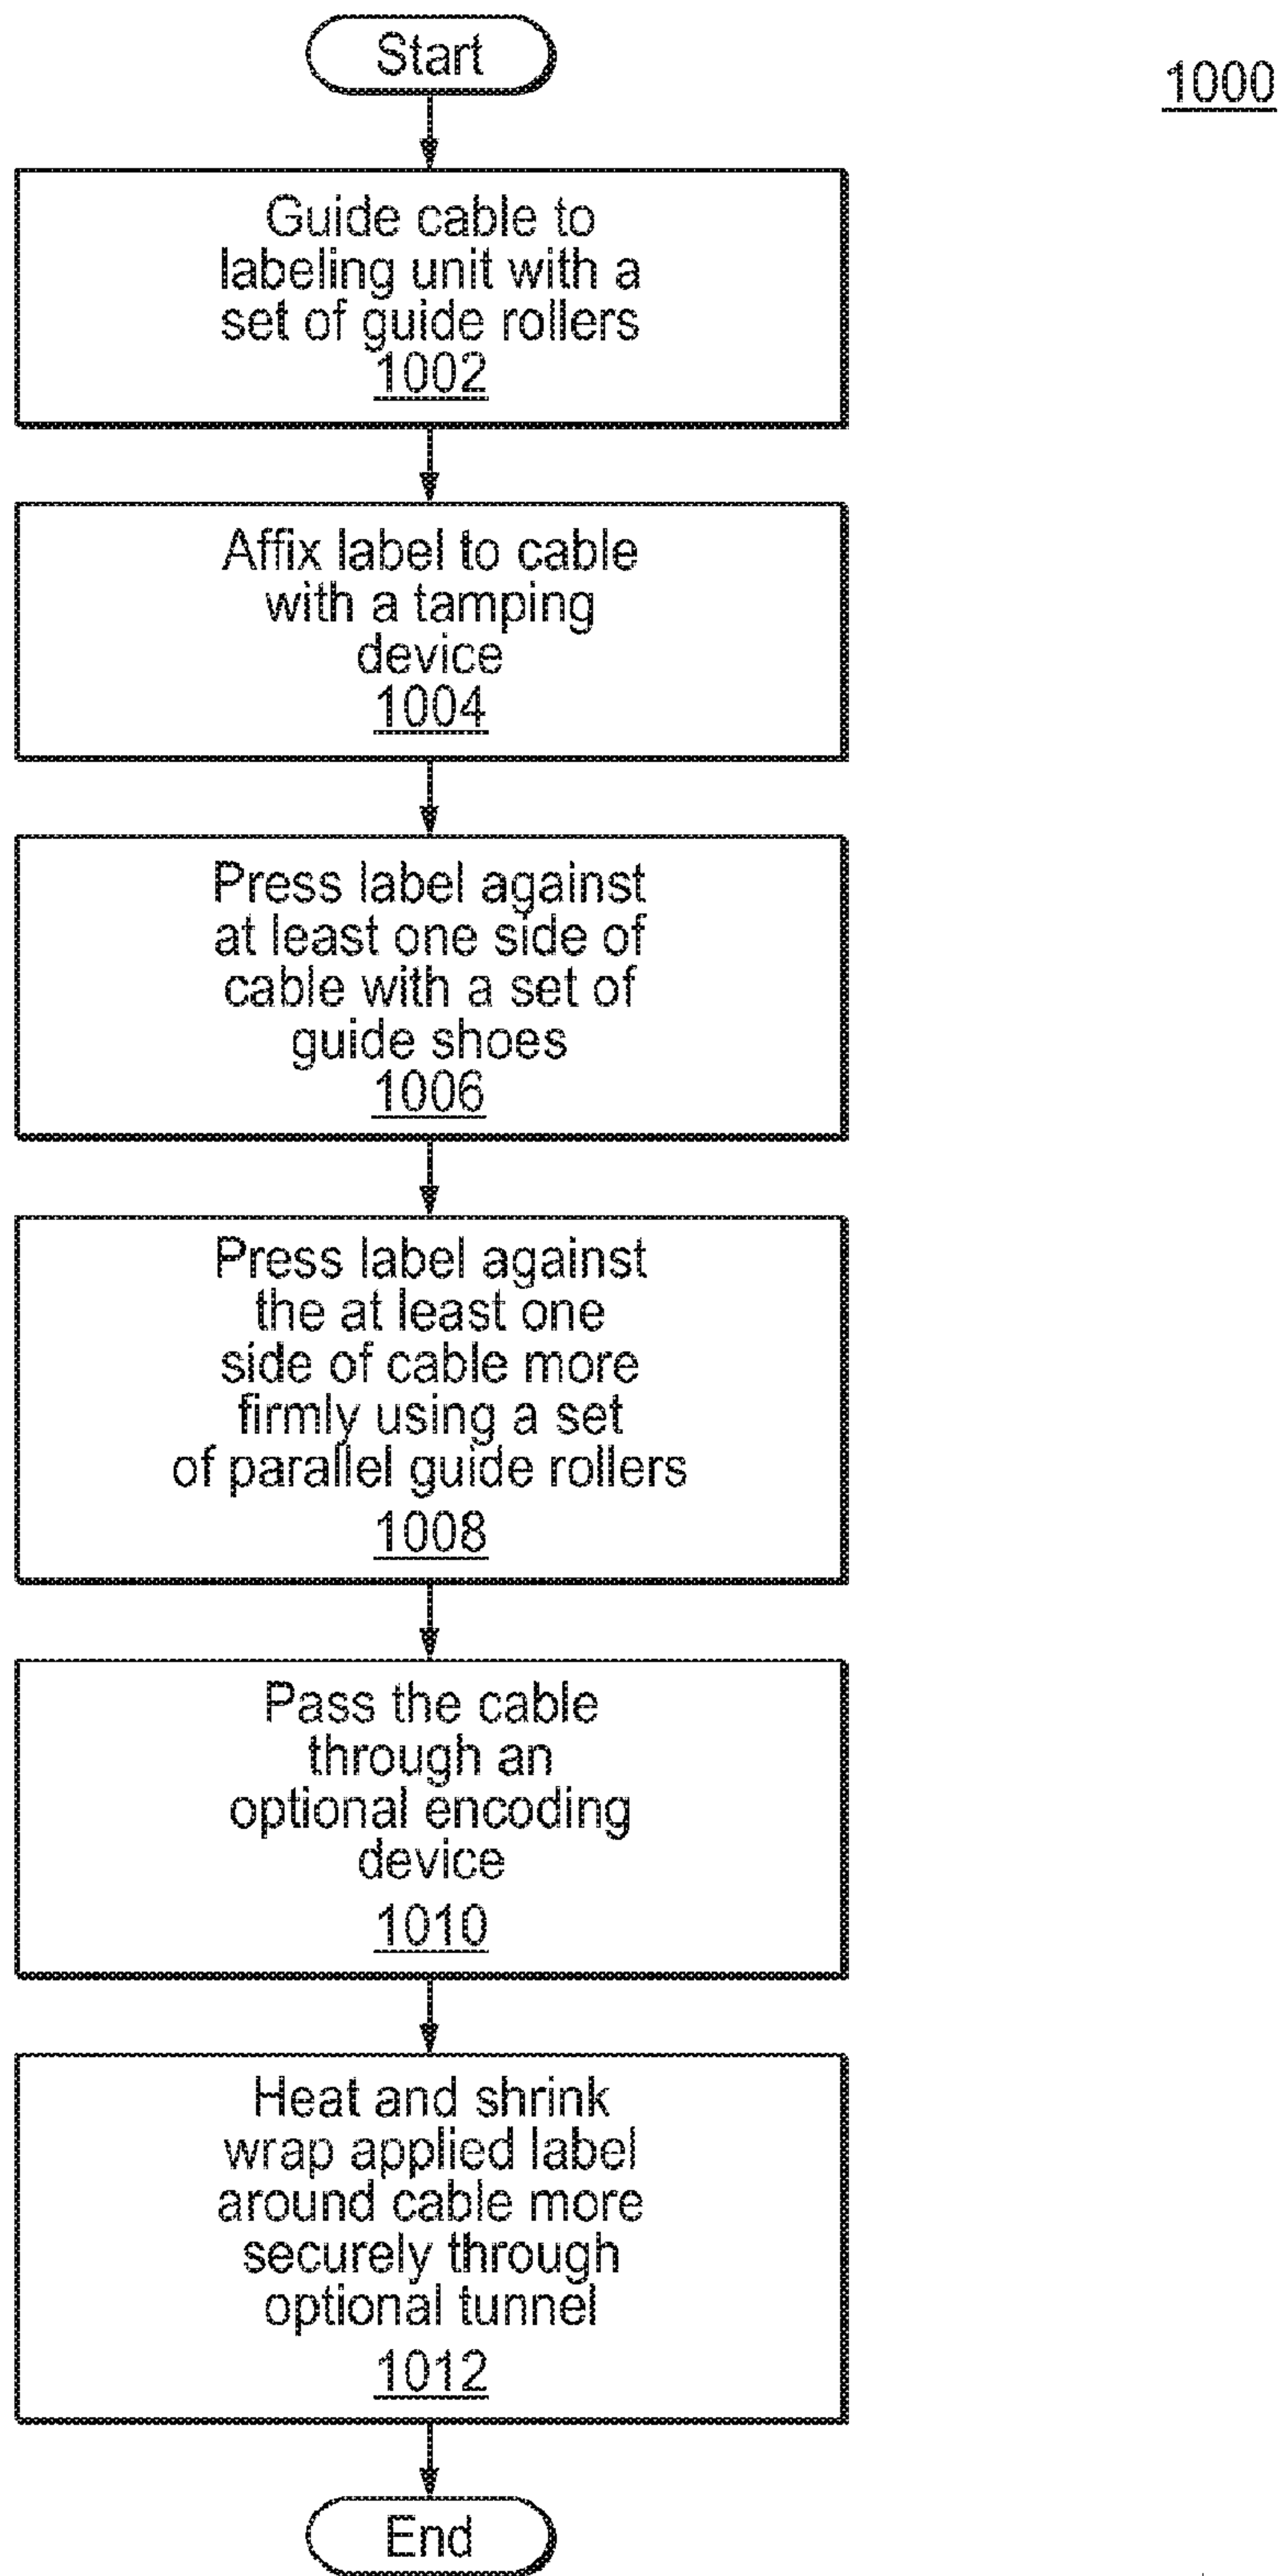 Start
1000
Guide cable to
labeling unit with a
set of guide rollers
1002
Affix label to cable
with a tamping
device
1004
Press label against
at least one side of
cable with a set of
guide shoes
1006
Press label against
the at least one
side of cable more
firmly using a set
of parallel guide rollers
1008
Pass the cable
through an
optional encoding
device
1010
Heat and shrink
wrap applied label
around cable more
securely through
optional tunnel
1012
End